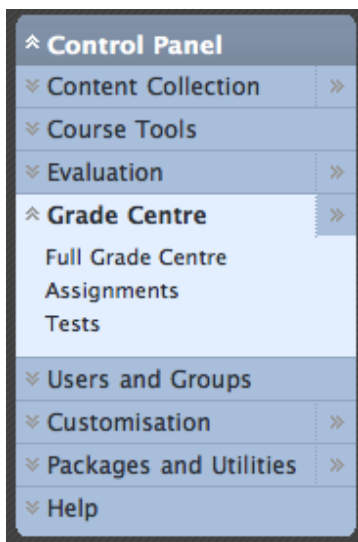 Control Panel
Content Collection
Course Tools
Evaluation
Grade Centre
Full Grade Centre
Assignments
Tests
Users and Groups
Customisation
Packages and Utilities
Help